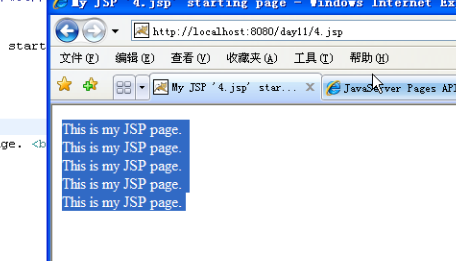 My JSP '4.jsp' starting page - Windows Internet Ex
http://localhost:8080/day11/4.jsp
start
文件(F) 编辑(E) 查看(V) 收藏夹(A) 工具(T) 帮助(H)
My JSP '4.jsp' star... JavaServer Pages API
This is my JSP page.
This is my JSP page.
ge. <b
This is my JSP page.
This is my JSP page.
This is my JSP page.